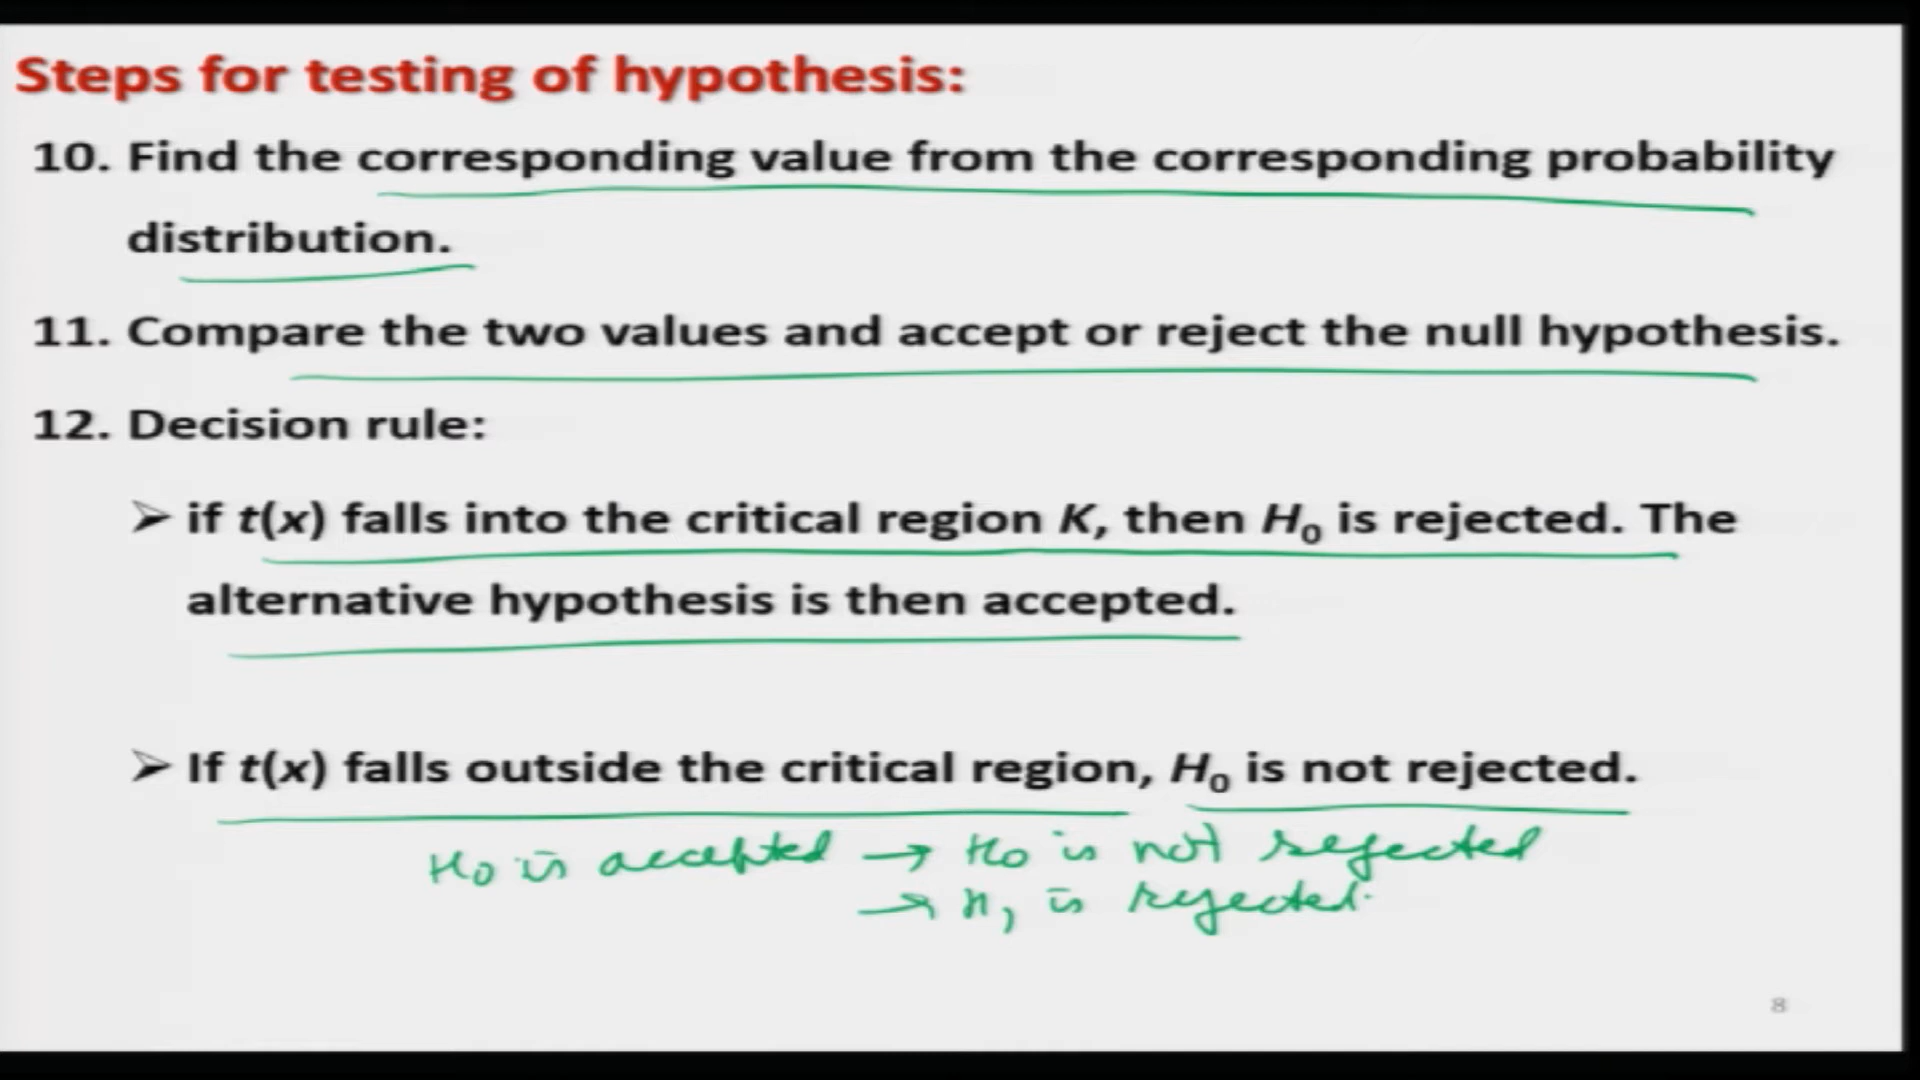 Steps for testing of hypothesis:
10. Find the corresponding value from the corresponding probability
distribution.
11. Compare the two values and accept or reject the null hypothesis.
12. Decision rule:
➢ if t(x) falls into the critical region K, then H₀ is rejected. The
alternative hypothesis is then accepted.
➢ If t(x) falls outside the critical region, H₀ is not rejected.
H₀ is accepted → H₀ is not rejected
→ H₁ is rejected.
8